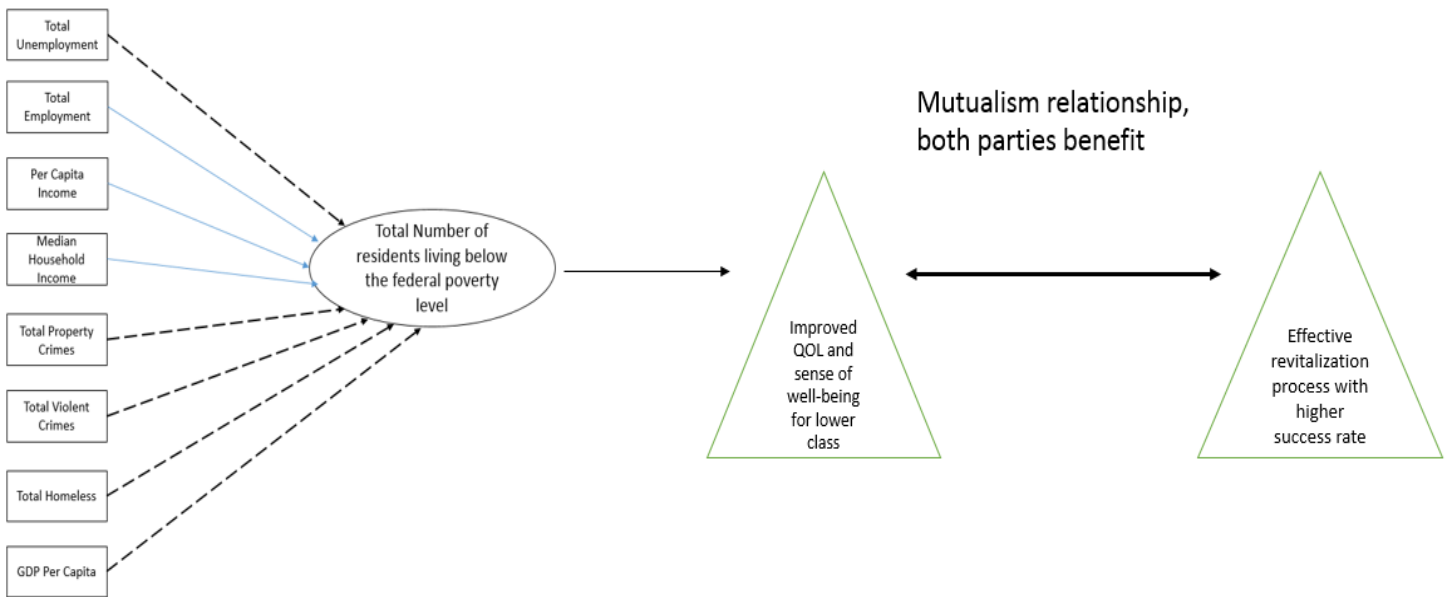 Total
Unemployment
Total
Employment
Per Capita
Income
Median
Household
Income
Total Property
Crimes
Total Violent
Crimes
Total Homeless
GDP Per Capita
Total Number of
residents living below
the federal poverty
level
Mutualism relationship,
both parties benefit
Improved
QOL and
sense of
well-being
for lower
class
Effective
revitalization
process with
higher
success rate